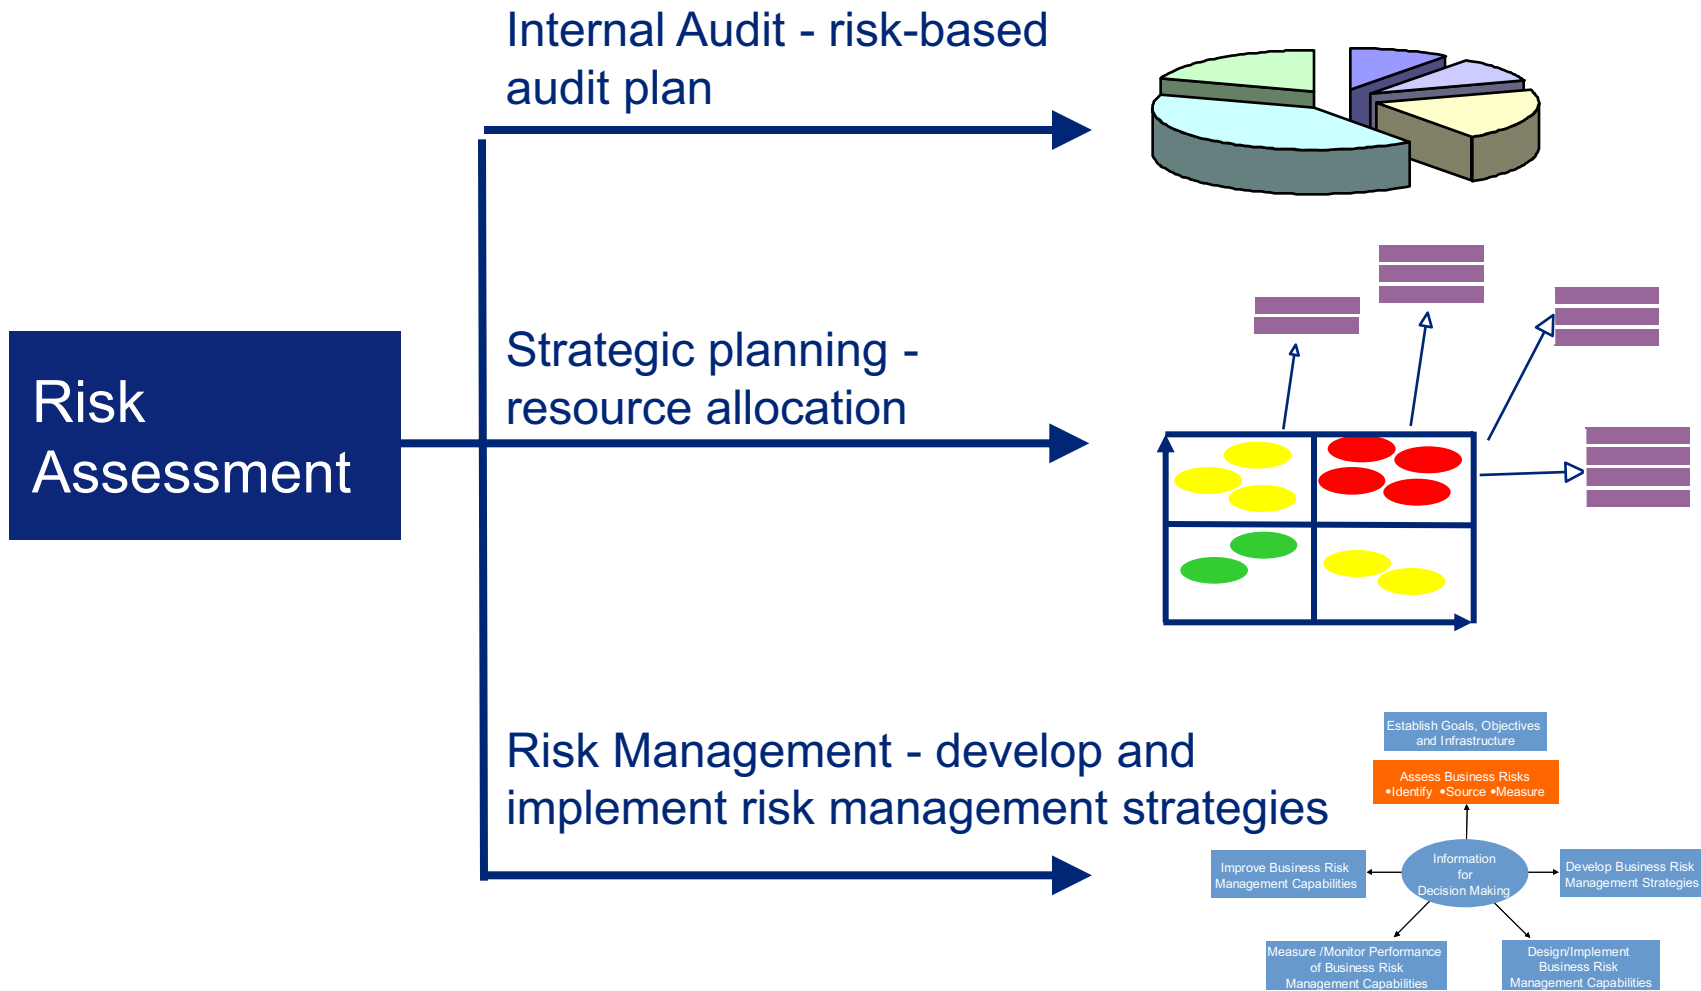 Internal Audit - risk-based
audit plan
Risk
Assessment
Strategic planning -
resource allocation
Risk Management - develop and
implement risk management strategies
Establish Goals, Objectives
and Infrastructure
Assess Business Risks
•Identify •Source •Measure
Information
for
Decision Making
Improve Business Risk
Management Capabilities
Develop Business Risk
Management Strategies
Measure /Monitor Performance
of Business Risk
Management Capabilities
Design/Implement
Business Risk
Management Capabilities